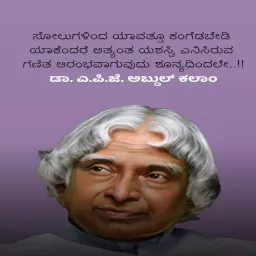 ಸೋಲುಗಳಿಂದ ಯಾವತ್ತೂ ಕಂಗೆಡಬೇಡಿ
ಯಾಕೆಂದರೆ ಅತ್ಯಂತ ಯಶಸ್ವಿ ಎನಿಸಿರುವ
ಗಣಿತ ಆರಂಭವಾಗುವುದು ಶೂನ್ಯದಿಂದಲೇ..!!
ಡಾ. ಎ.ಪಿ.ಜೆ. ಅಬ್ದುಲ್ ಕಲಾಂ